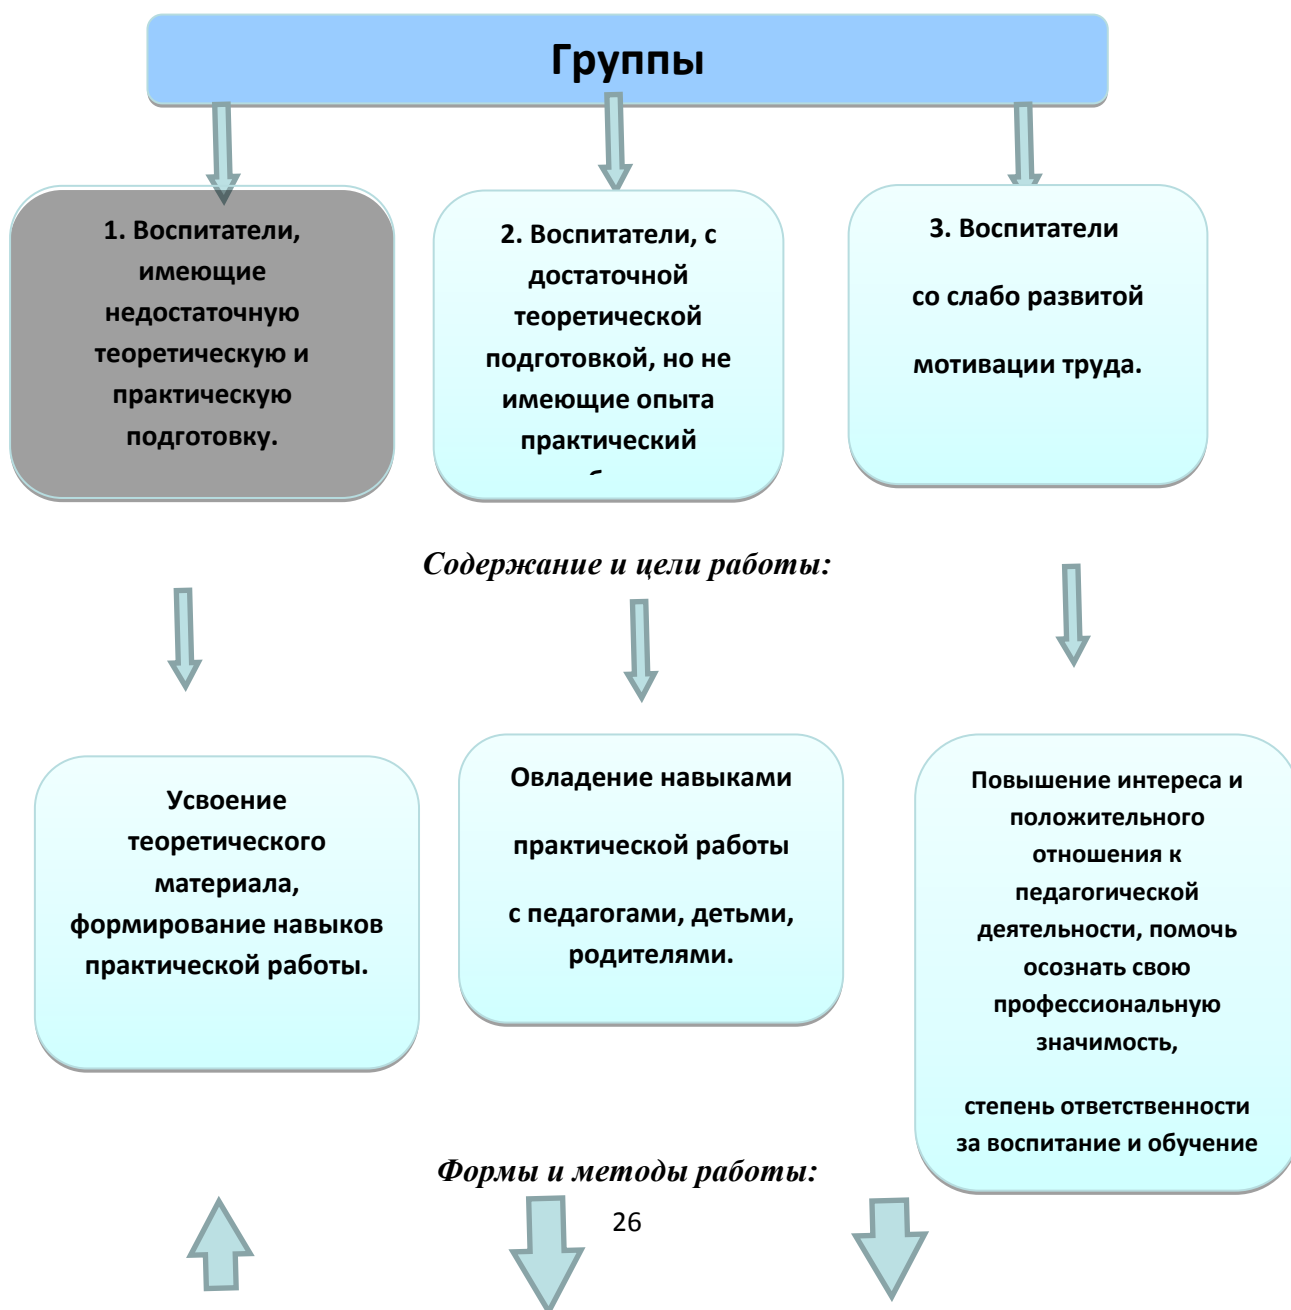 Группы
1. Воспитатели,
имеющие
недостаточную
теоретическую и
практическую
подготовку.
2. Воспитатели, с
достаточной
теоретической
подготовкой, но не
имеющие опыта
практический
3. Воспитатели
со слабо развитой
мотивации труда.
Содержание и цели работы:
Усвоение
теоретического
материала,
формирование навыков
практической работы.
Овладение навыками
практической работы
с педагогами, детьми,
родителями.
Повышение интереса и
положительного
отношения к
педагогической
деятельности, помочь
осознать свою
профессиональную
значимость,
степень ответственности
за воспитание и обучение
Формы и методы работы:
26